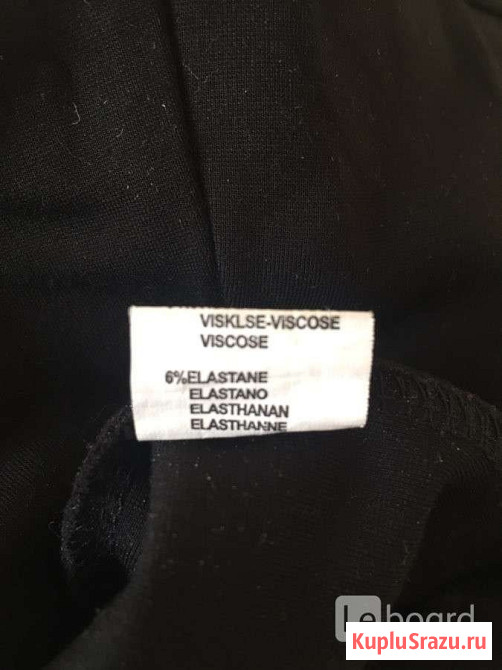 VISKLSE-VISCOSE
VISCOSE
6%ELASTANE
ELASTANO
ELASTHANAN
ELASTHANNE
Leboard
KupluSrazu.ru